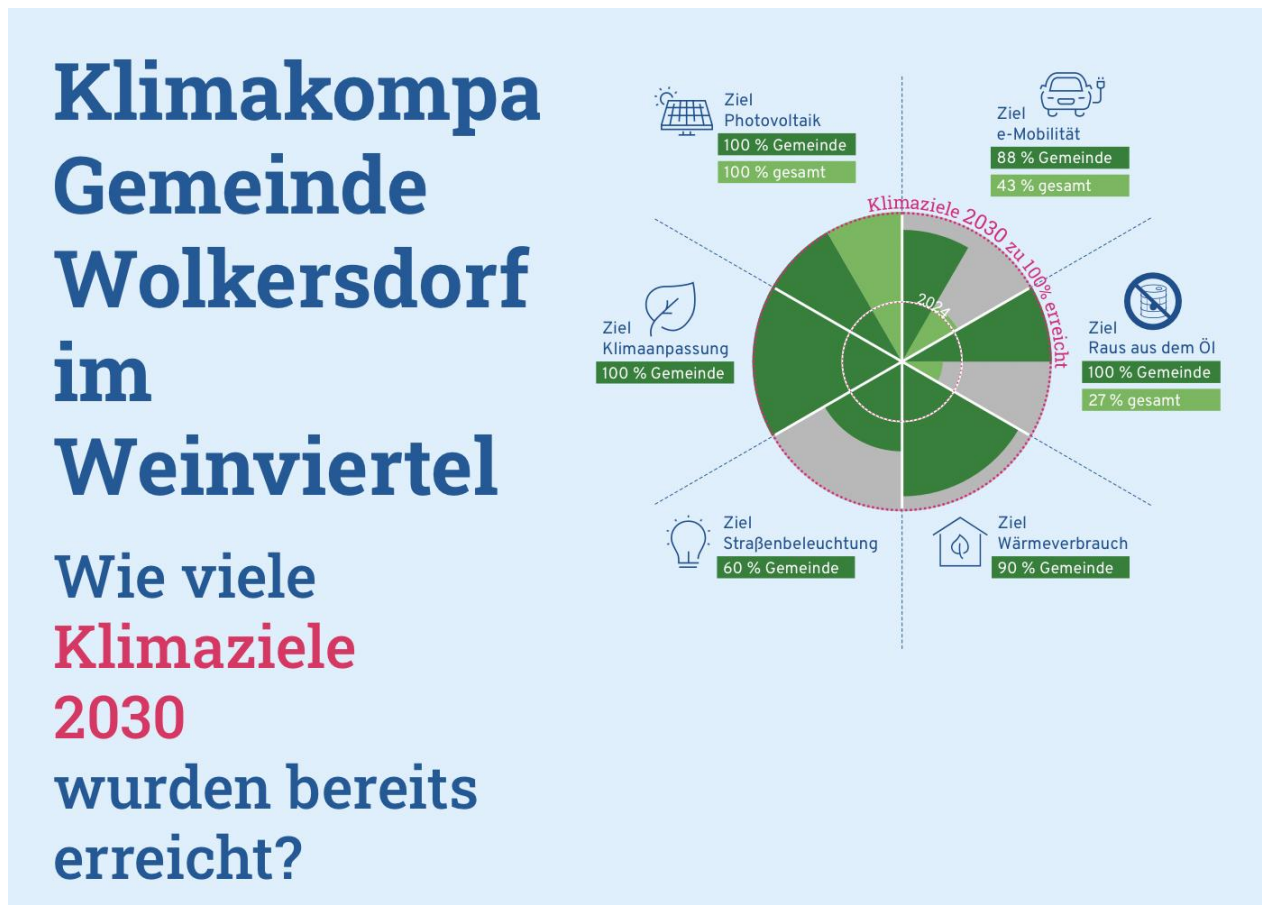 Klimakompa
Gemeinde
Wolkersdorf
im
Weinviertel
Wie viele
Klimaziele
2030
wurden bereits
erreicht?
Ziel
Photovoltaik
100 % Gemeinde
100 % gesamt
Ziel
e-Mobilität
88 % Gemeinde
43 % gesamt
Klimaziele 2030 zu 100% erreicht
2024
Ziel
Klimaanpassung
100 % Gemeinde
Ziel
Raus aus dem Öl
100 % Gemeinde
27 % gesamt
Ziel
Straßenbeleuchtung
60 % Gemeinde
Ziel
Wärmeverbrauch
90 % Gemeinde